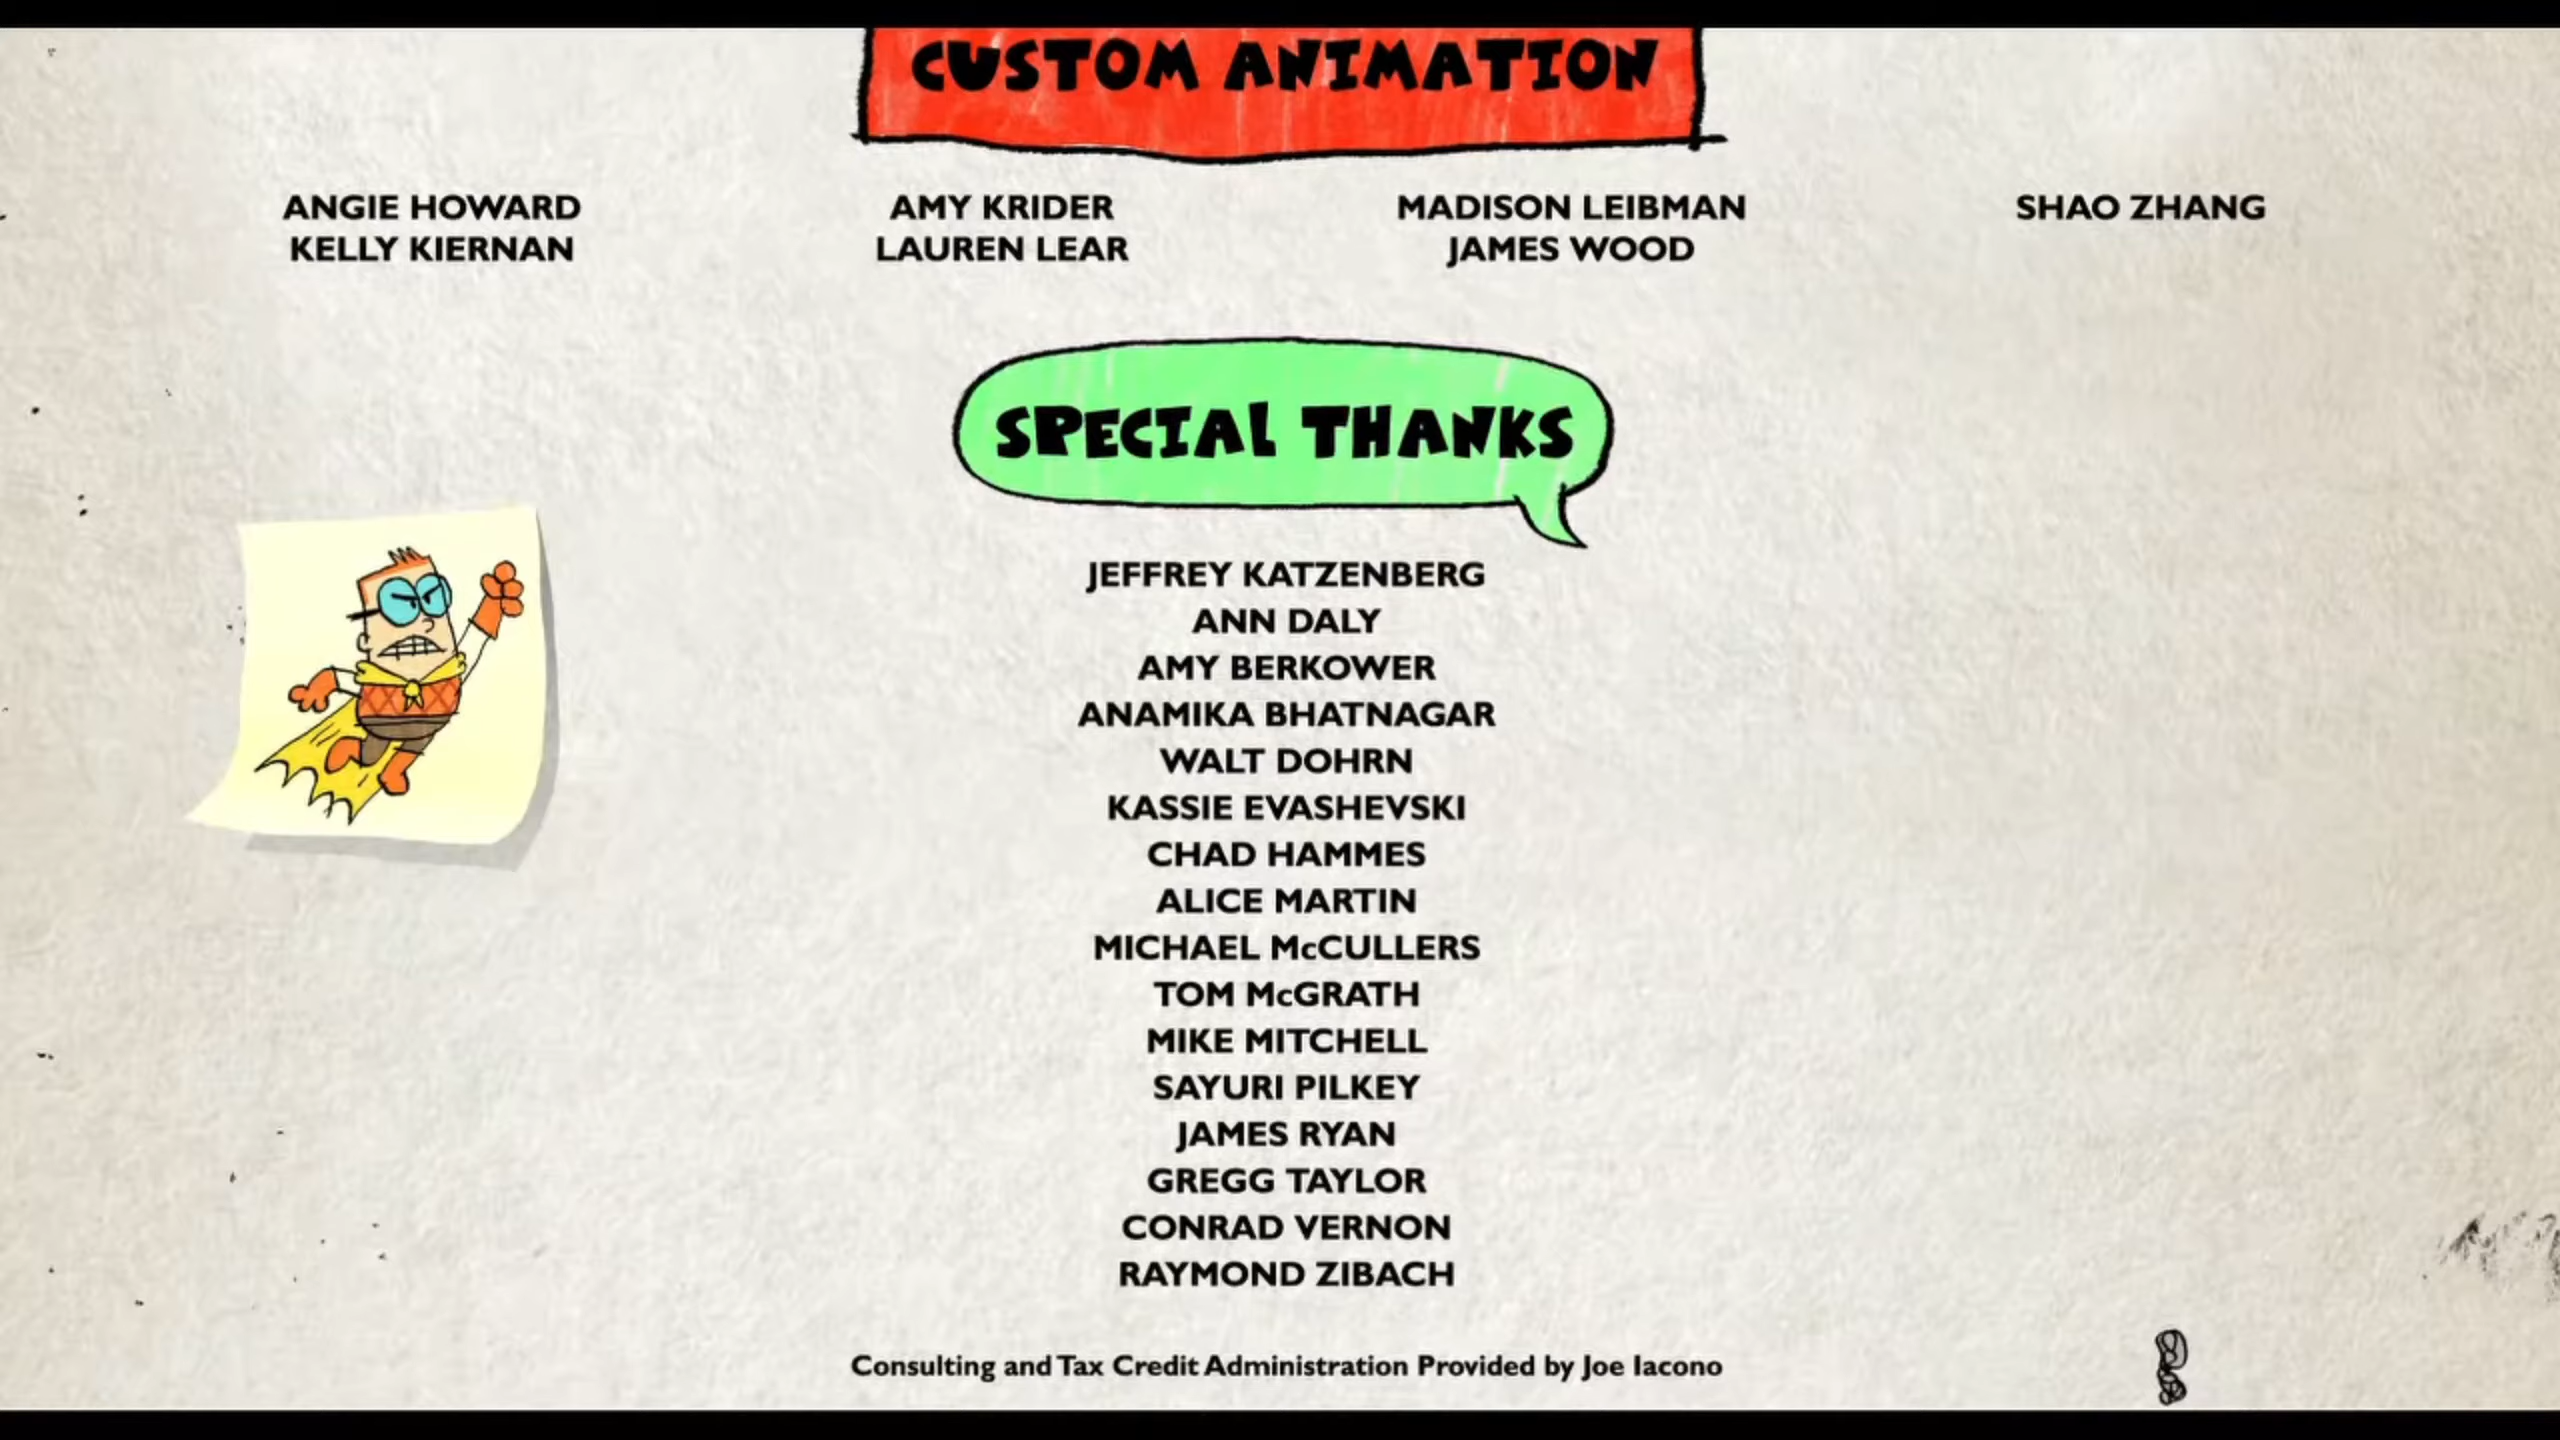 CUSTOM ANIMATION
ANGIE HOWARD AMY KRIDER MADISON LEIBMAN SHAO ZHANG
KELLY KIERNAN LAUREN LEAR JAMES WOOD
SPECIAL THANKS
JEFFREY KATZENBERG
ANN DALY
AMY BERKOWER
ANAMIKA BHATNAGAR
WALT DOHRN
KASSIE EVASHEVSKI
CHAD HAMMES
ALICE MARTIN
MICHAEL McCULLERS
TOM McGRATH
MIKE MITCHELL
SAYURI PILKEY
JAMES RYAN
GREGG TAYLOR
CONRAD VERNON
RAYMOND ZIBACH
Consulting and Tax Credit Administration Provided by Joe Iacono